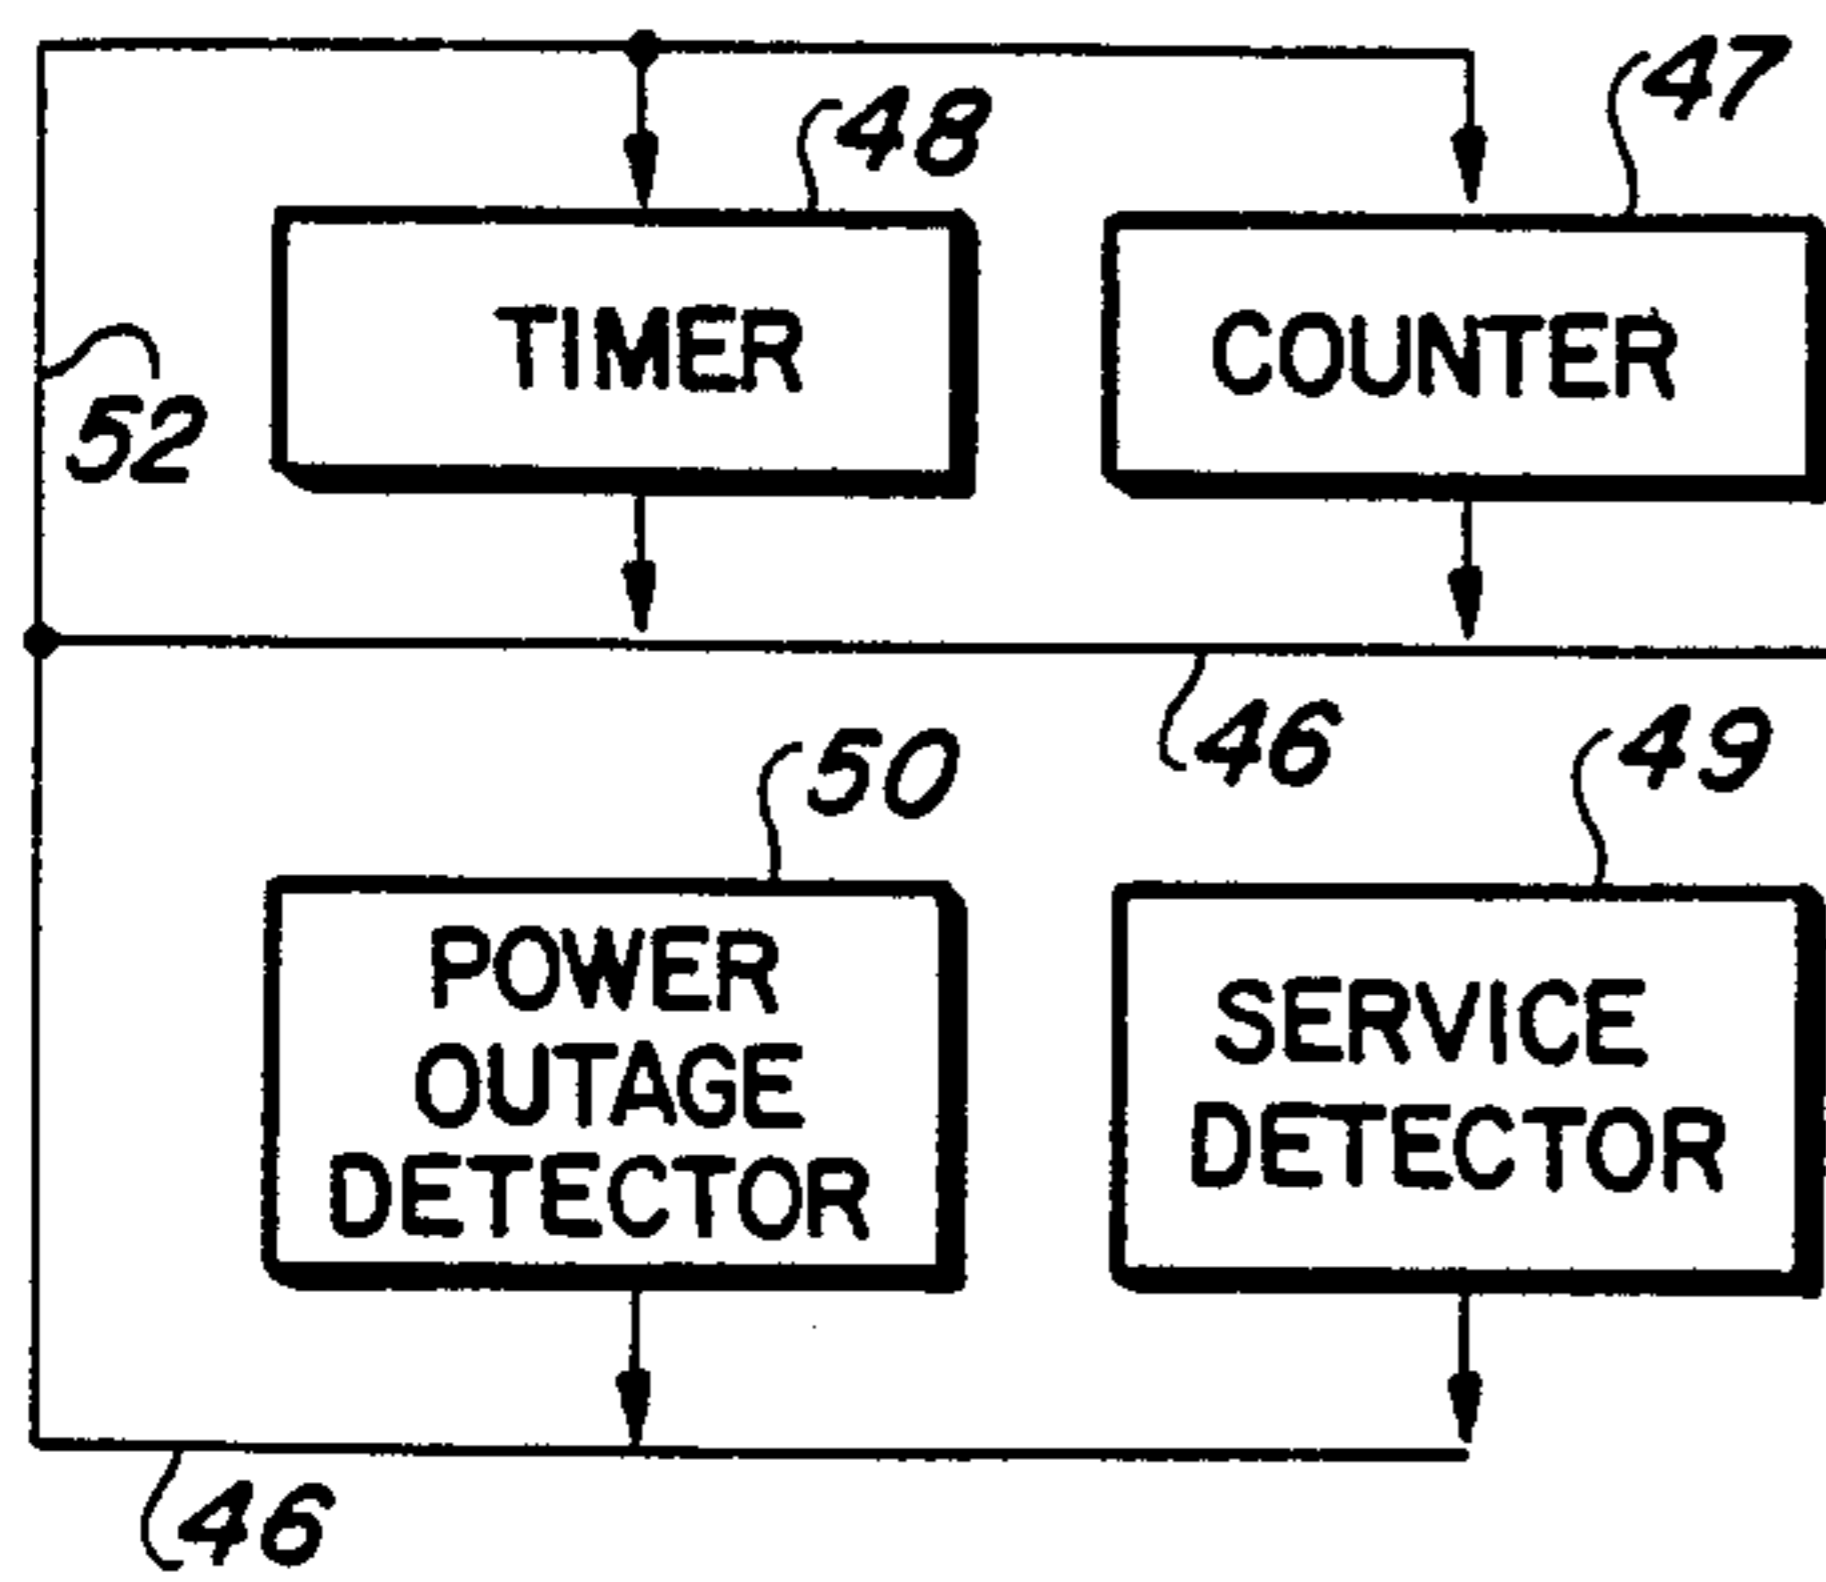 47
48
TIMER
COUNTER
52
46
50
49
POWER
OUTAGE
DETECTOR
SERVICE
DETECTOR
46